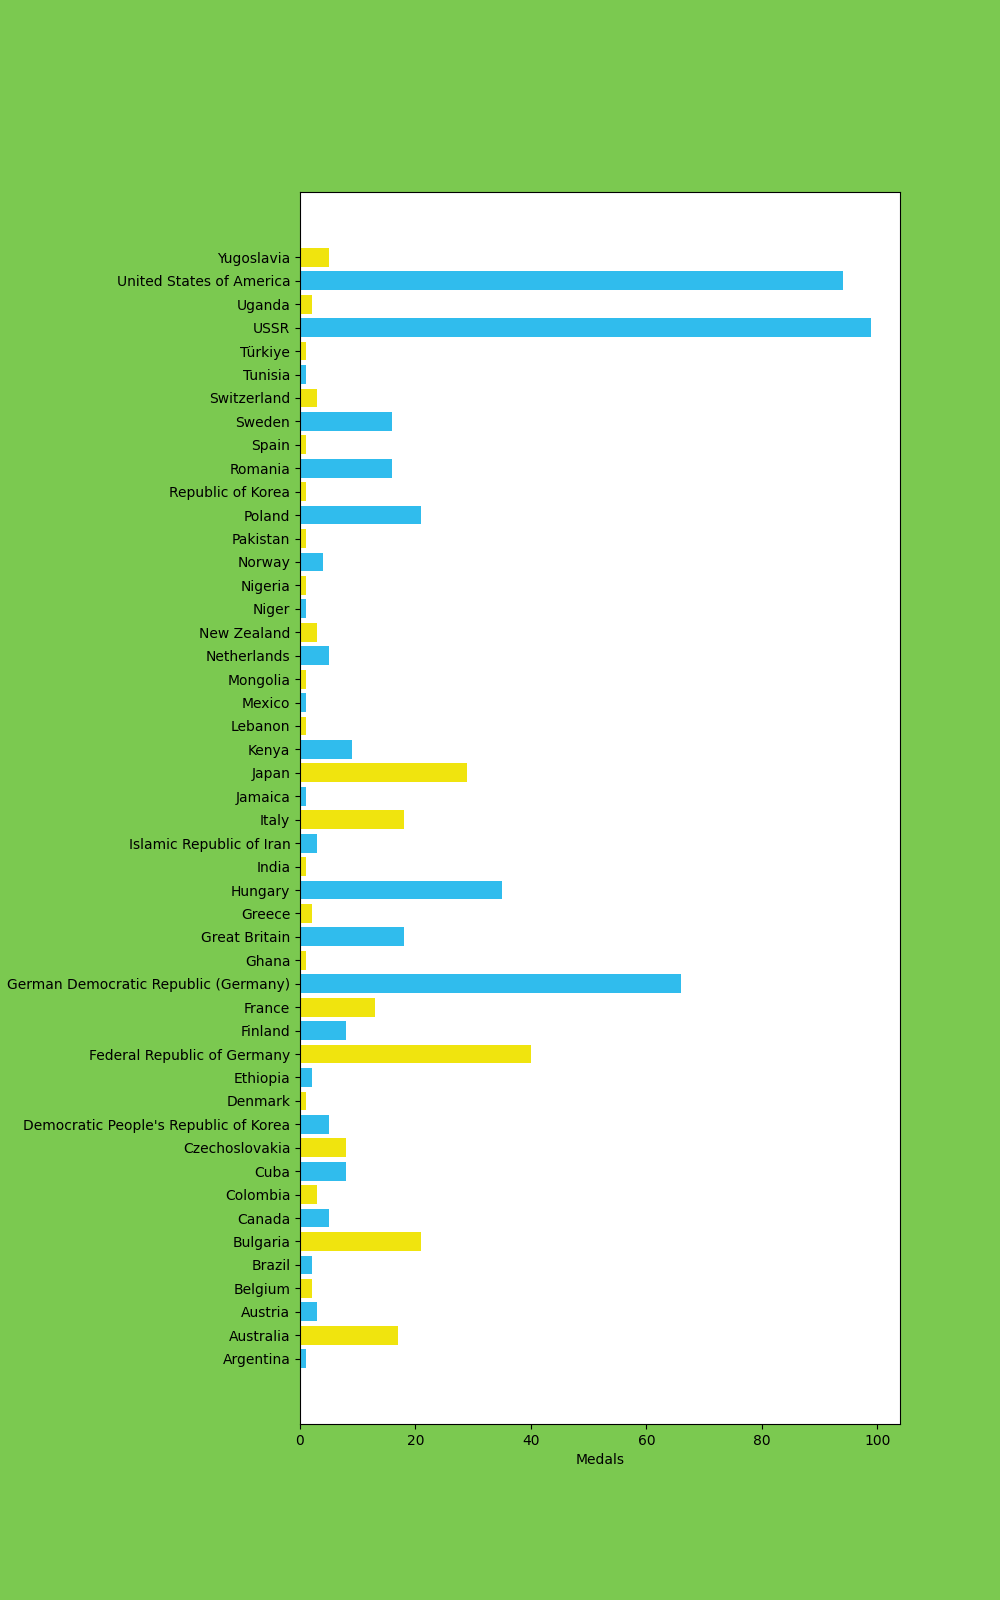 Yugoslavia
United States of America
Uganda
USSR
Türkiye
Tunisia
Switzerland
Sweden
Spain
Romania
Republic of Korea
Poland
Pakistan
Norway
Nigeria
Niger
New Zealand
Netherlands
Mongolia
Mexico
Lebanon
Kenya
Japan
Jamaica
Italy
Islamic Republic of Iran
India
Hungary
Greece
Great Britain
Ghana
German Democratic Republic (Germany)
France
Finland
Federal Republic of Germany
Ethiopia
Denmark
Democratic People's Republic of Korea
Czechoslovakia
Cuba
Colombia
Canada
Bulgaria
Brazil
Belgium
Austria
Australia
Argentina
0 20 40 60 80 100
Medals